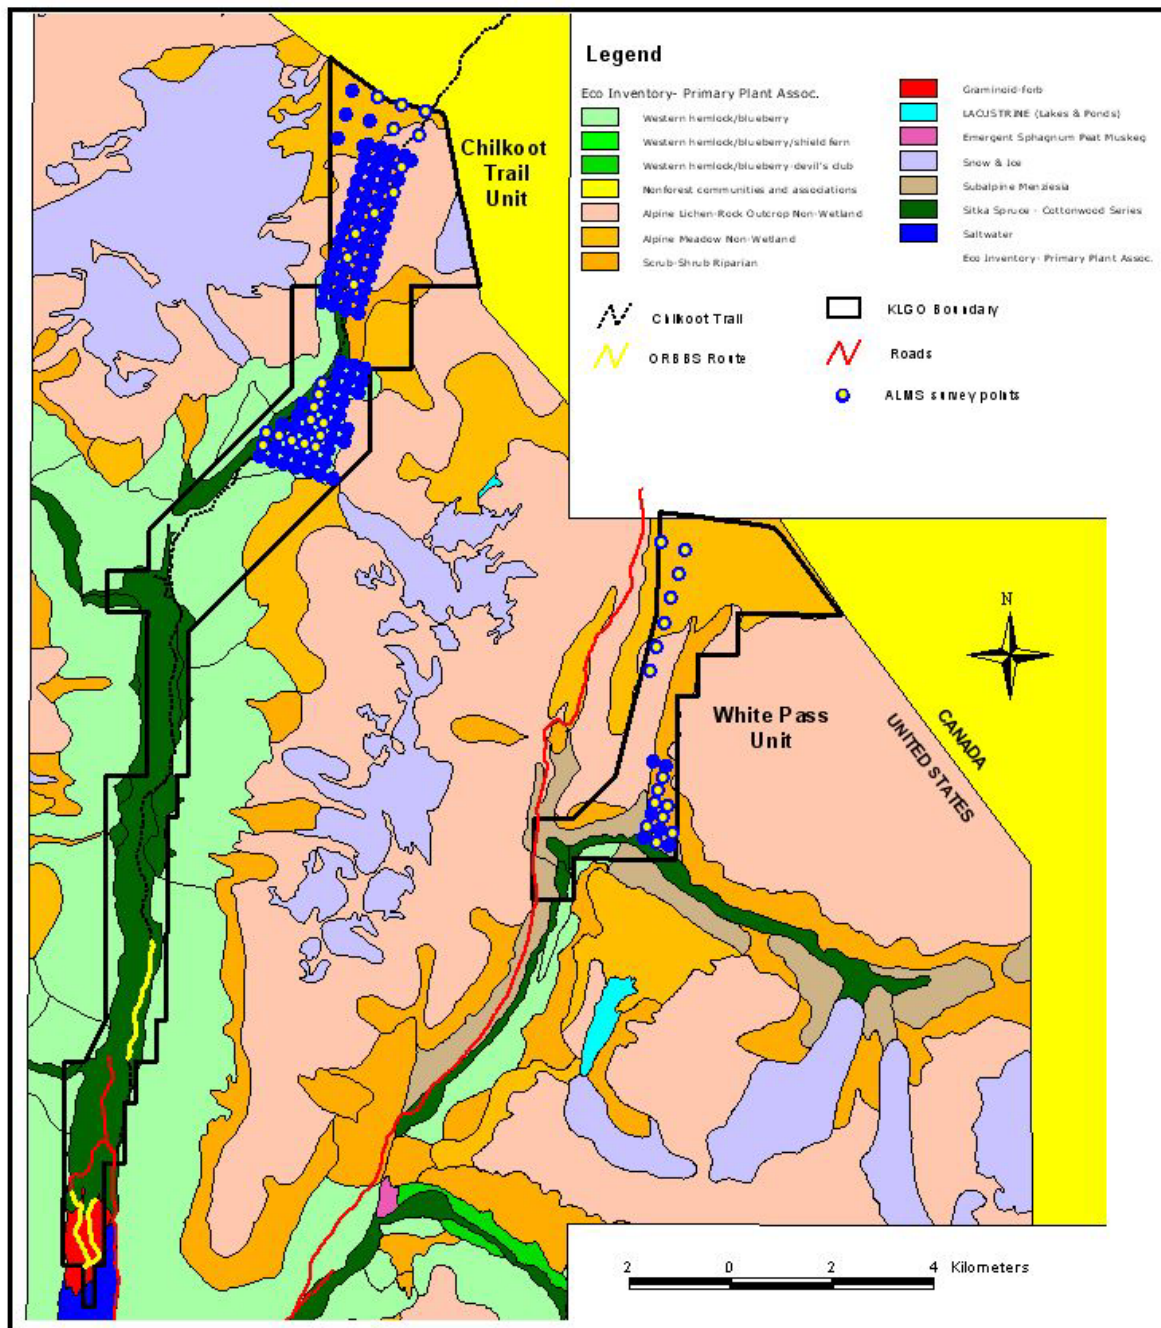 Legend
Eco Inventory- Primary Plant Assoc.
Western hemlock/blueberry
Western hemlock/blueberry/shield fern
Western hemlock/blueberry-devil's club
Nonforest communities and associations
Alpine Lichen-Rock Outcrop Non-Wetland
Alpine Meadow Non-Wetland
Scrub-Shrub Riparian
Graminoid-forb
LACUSTRINE (Lakes & Ponds)
Emergent Sphagnum Peat Muskeg
Snow & Ice
Subalpine Menziesia
Sitka Spruce - Cottonwood Series
Saltwater
Eco Inventory- Primary Plant Assoc.
Chilkoot Trail
ORBBS Route
KLGO Boundary
Roads
ALMS survey points
Chilkoot
Trail
Unit
White Pass
Unit
N
CANADA
UNITED STATES
2 0 2 4 Kilometers